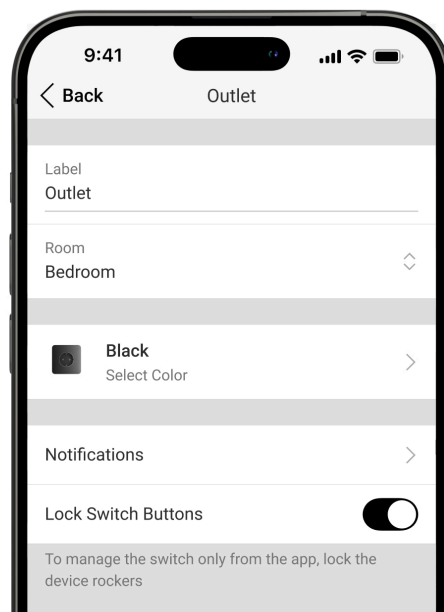 9:41
Back
Outlet
Label
Outlet
Room
Bedroom
Black
Select Color
Notifications
Lock Switch Buttons
To manage the switch only from the app, lock the
device rockers